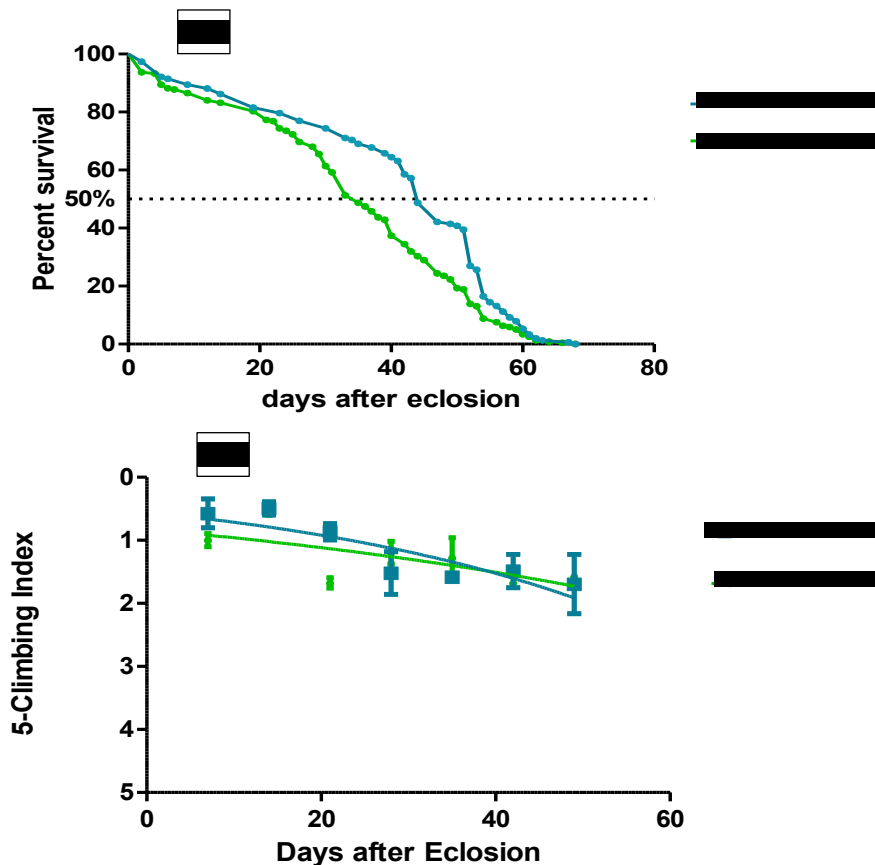 100
80
60
50%
40
20
0
Percent survival
0 20 40 60 80
days after eclosion
0
1
2
3
4
5
5-Climbing Index
0 20 40 60
Days after Eclosion